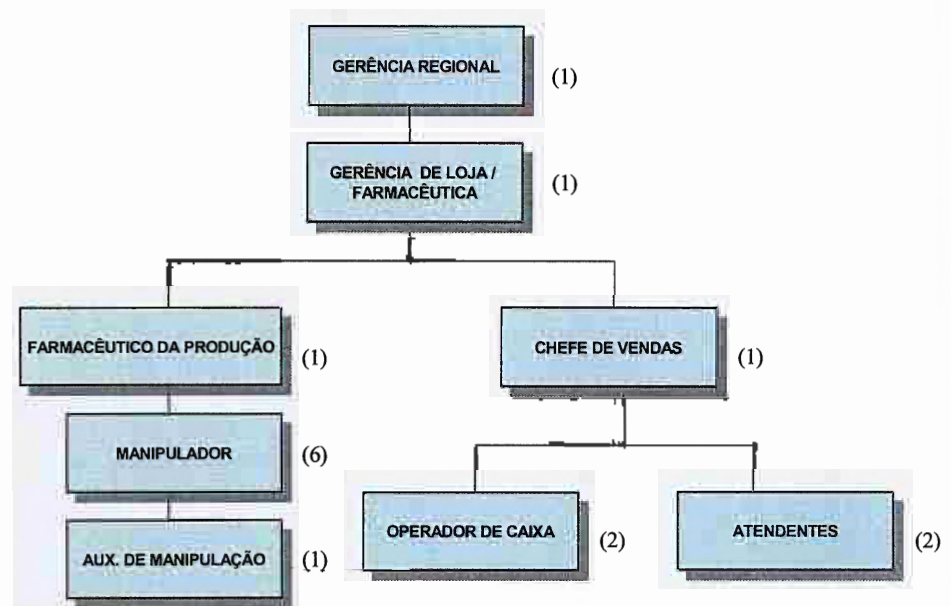 GERÊNCIA REGIONAL
(1)
GERÊNCIA DE LOJA /
FARMACÊUTICA
(1)
FARMACÊUTICO DA PRODUÇÃO
(1)
CHEFE DE VENDAS
(1)
MANIPULADOR
(6)
OPERADOR DE CAIXA
(2)
ATENDENTES
(2)
AUX. DE MANIPULAÇÃO
(1)